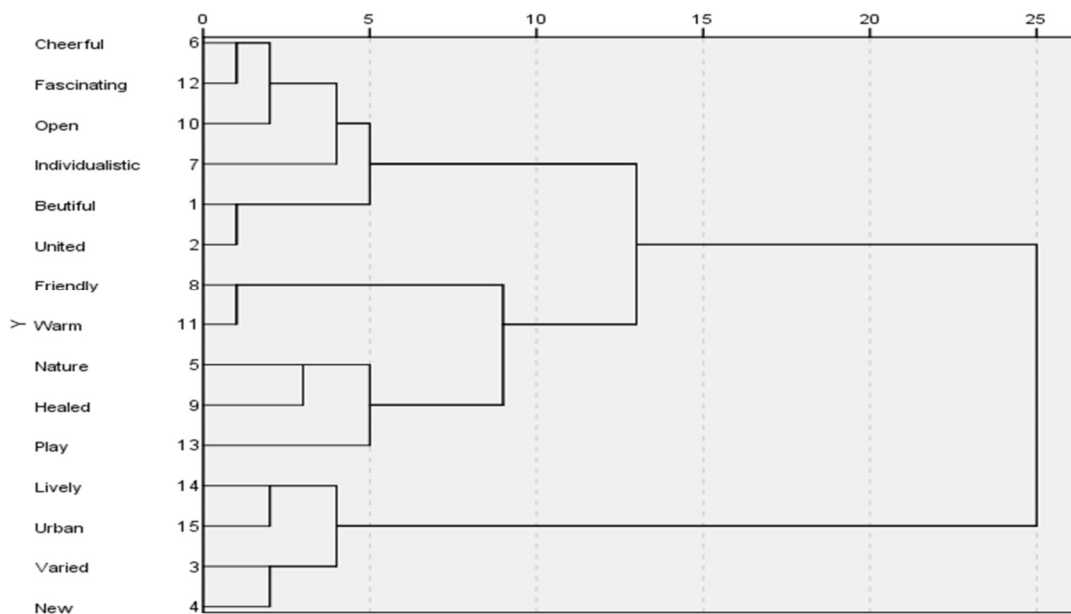 0 5 10 15 20 25
Cheerful 6
Fascinating 12
Open 10
Individualistic 7
Beutiful 1
United 2
Friendly 8
Y Warm 11
Nature 5
Healed 9
Play 13
Lively 14
Urban 15
Varied 3
New 4